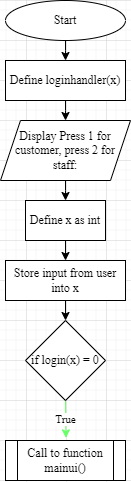 Start
Define loginhandler(x)
Display Press 1 for
customer, press 2 for
staff:
Define x as int
Store input from user
into x
if login(x) = 0
True
Call to function
mainui()